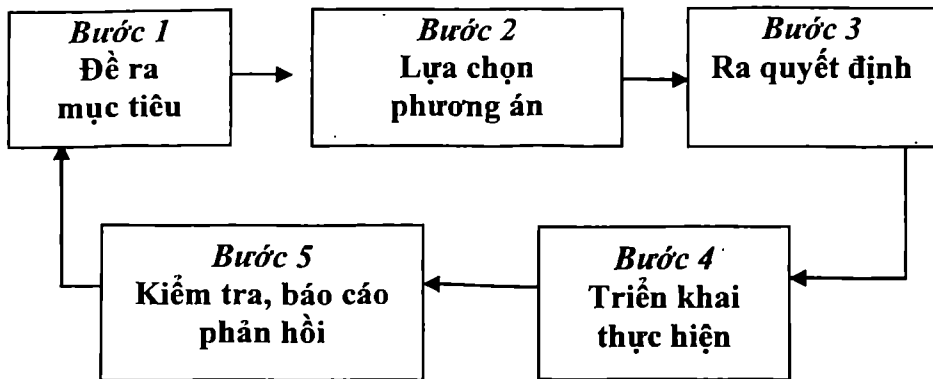 Bước 1
Đề ra
mục tiêu
Bước 2
Lựa chọn
phương án
Bước 3
Ra quyết định
Bước 4
Triển khai
thực hiện
Bước 5
Kiểm tra, báo cáo
phản hồi